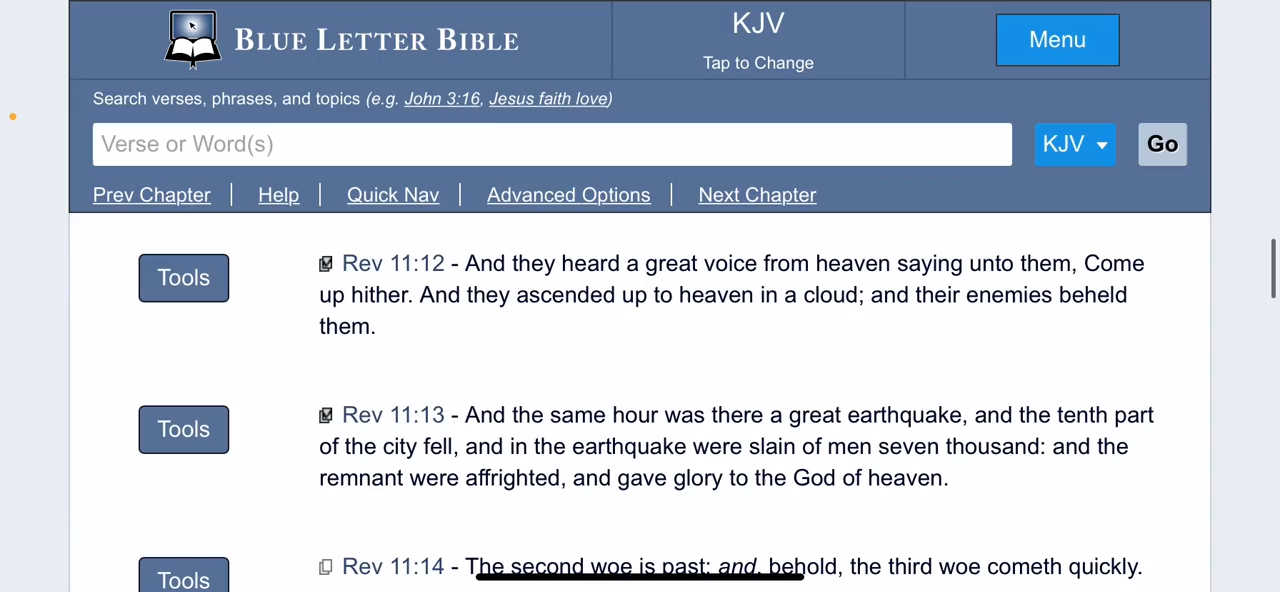 BLUE LETTER BIBLE
KJV
Tap to Change
Menu
Search verses, phrases, and topics (e.g. John 3:16, Jesus faith love)
Verse or Word(s)
KJV
Go
Prev Chapter | Help | Quick Nav | Advanced Options | Next Chapter
Tools
Rev 11:12 - And they heard a great voice from heaven saying unto them, Come
up hither. And they ascended up to heaven in a cloud; and their enemies beheld
them.
Tools
Rev 11:13 - And the same hour was there a great earthquake, and the tenth part
of the city fell, and in the earthquake were slain of men seven thousand: and the
remnant were affrighted, and gave glory to the God of heaven.
Tools
Rev 11:14 - The second woe is past; and, behold, the third woe cometh quickly.